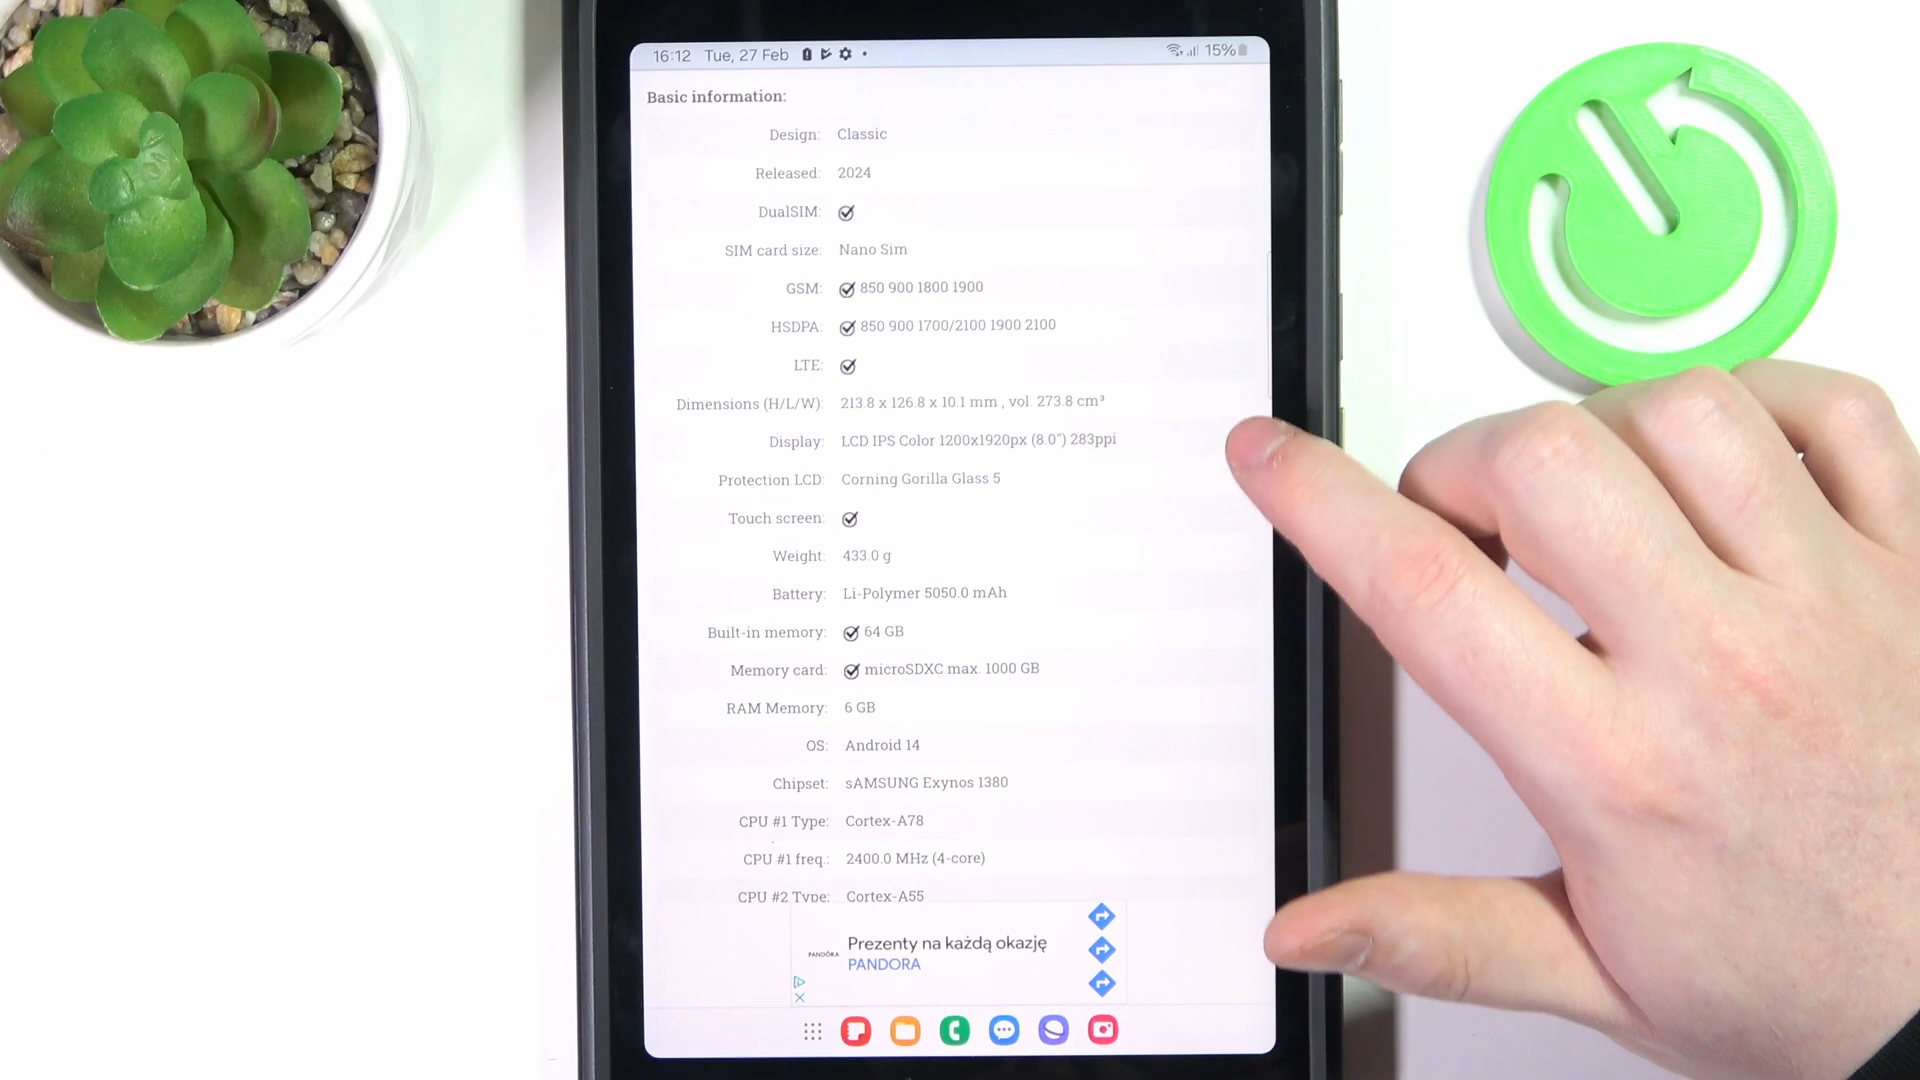 16:12 Tue, 27 Feb 15%
Basic information:
Design: Classic
Released: 2024
DualSIM:
SIM card size: Nano Sim
GSM: 850 900 1800 1900
HSDPA: 850 900 1700/2100 1900 2100
LTE:
Dimensions (H/L/W): 213.8 x 126.8 x 10.1 mm , vol. 273.8 cm³
Display: LCD IPS Color 1200x1920px (8.0") 283ppi
Protection LCD: Corning Gorilla Glass 5
Touch screen:
Weight: 433.0 g
Battery: Li-Polymer 5050.0 mAh
Built-in memory: 64 GB
Memory card: microSDXC max. 1000 GB
RAM Memory: 6 GB
OS: Android 14
Chipset: sAMSUNG Exynos 1380
CPU #1 Type: Cortex-A78
CPU #1 freq.: 2400.0 MHz (4-core)
CPU #2 Type: Cortex-A55
PANDÖRA Prezenty na każdą okazję
PANDORA